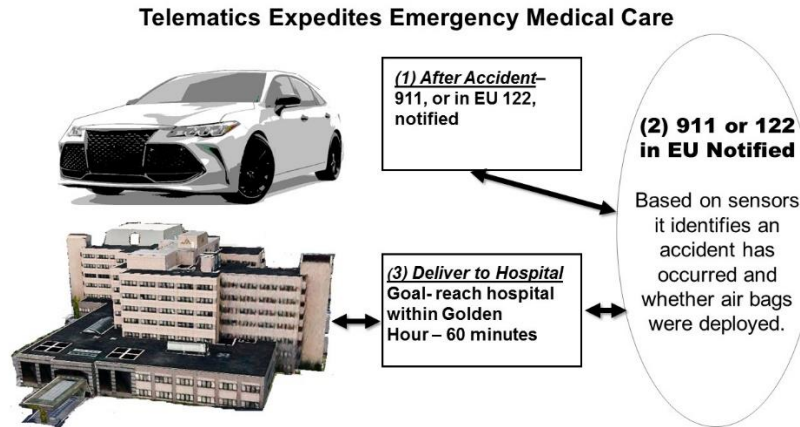 Telematics Expedites Emergency Medical Care
(1) After Accident–
911, or in EU 122,
notified
(2) 911 or 122
in EU Notified
Based on sensors
it identifies an
accident has
occurred and
whether air bags
were deployed.
(3) Deliver to Hospital
Goal- reach hospital
within Golden
Hour – 60 minutes